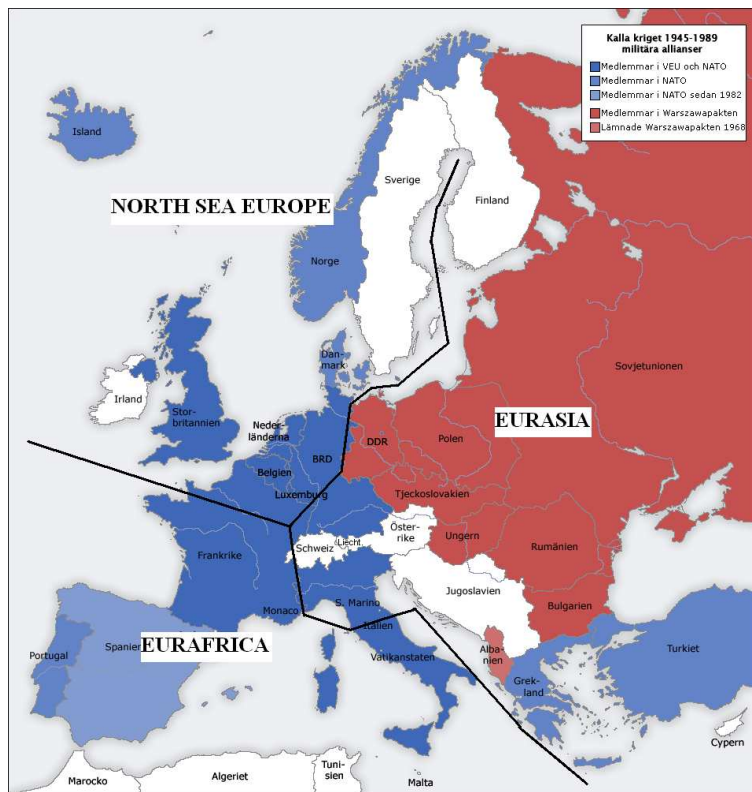 Kalla kriget 1945-1989
militära allianser
Medlemmar i VEU och NATO
Medlemmar i NATO
Medlemmar i NATO sedan 1982
Medlemmar i Warszawapakten
Lämnade Warszawapakten 1968
Island
Sverige
Finland
NORTH SEA EUROPE
Norge
Dan-
mark
Sovjetunionen
Irland
Stor-
britannien
Neder-
länderna
BRD
DDR
Polen
EURASIA
Belgien
Luxemburg
Tjeckoslovakien
Frankrike
Schweiz
Liecht.
Öster-
rike
Ungern
Rumänien
Jugoslavien
Monaco
S. Marino
Italien
Bulgarien
Portugal
Spanien
EURAFRICA
Vatikanstaten
Alba-
nien
Grek-
land
Turkiet
Cypern
Marocko
Algeriet
Tuni-
sien
Malta